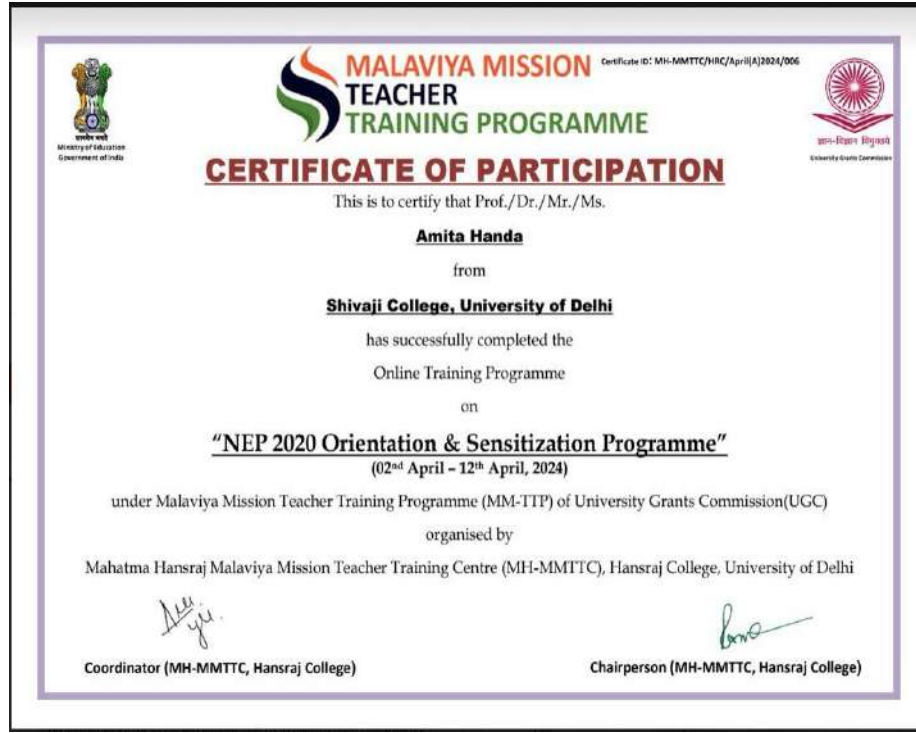 MALAVIYA MISSION
TEACHER
TRAINING PROGRAMME
Certificate ID: MH-MMTTC/HRC/April(A)2024/006
सत्यमेव जयते
Ministry of Education
Government of India
ज्ञान-विज्ञान विमुक्तये
University Grants Commission
CERTIFICATE OF PARTICIPATION
This is to certify that Prof./Dr./Mr./Ms.
Amita Handa
from
Shivaji College, University of Delhi
has successfully completed the
Online Training Programme
on
“NEP 2020 Orientation & Sensitization Programme”
(02nd April – 12th April, 2024)
under Malaviya Mission Teacher Training Programme (MM-TTP) of University Grants Commission(UGC)
organised by
Mahatma Hansraj Malaviya Mission Teacher Training Centre (MH-MMTTC), Hansraj College, University of Delhi
Coordinator (MH-MMTTC, Hansraj College)
Chairperson (MH-MMTTC, Hansraj College)